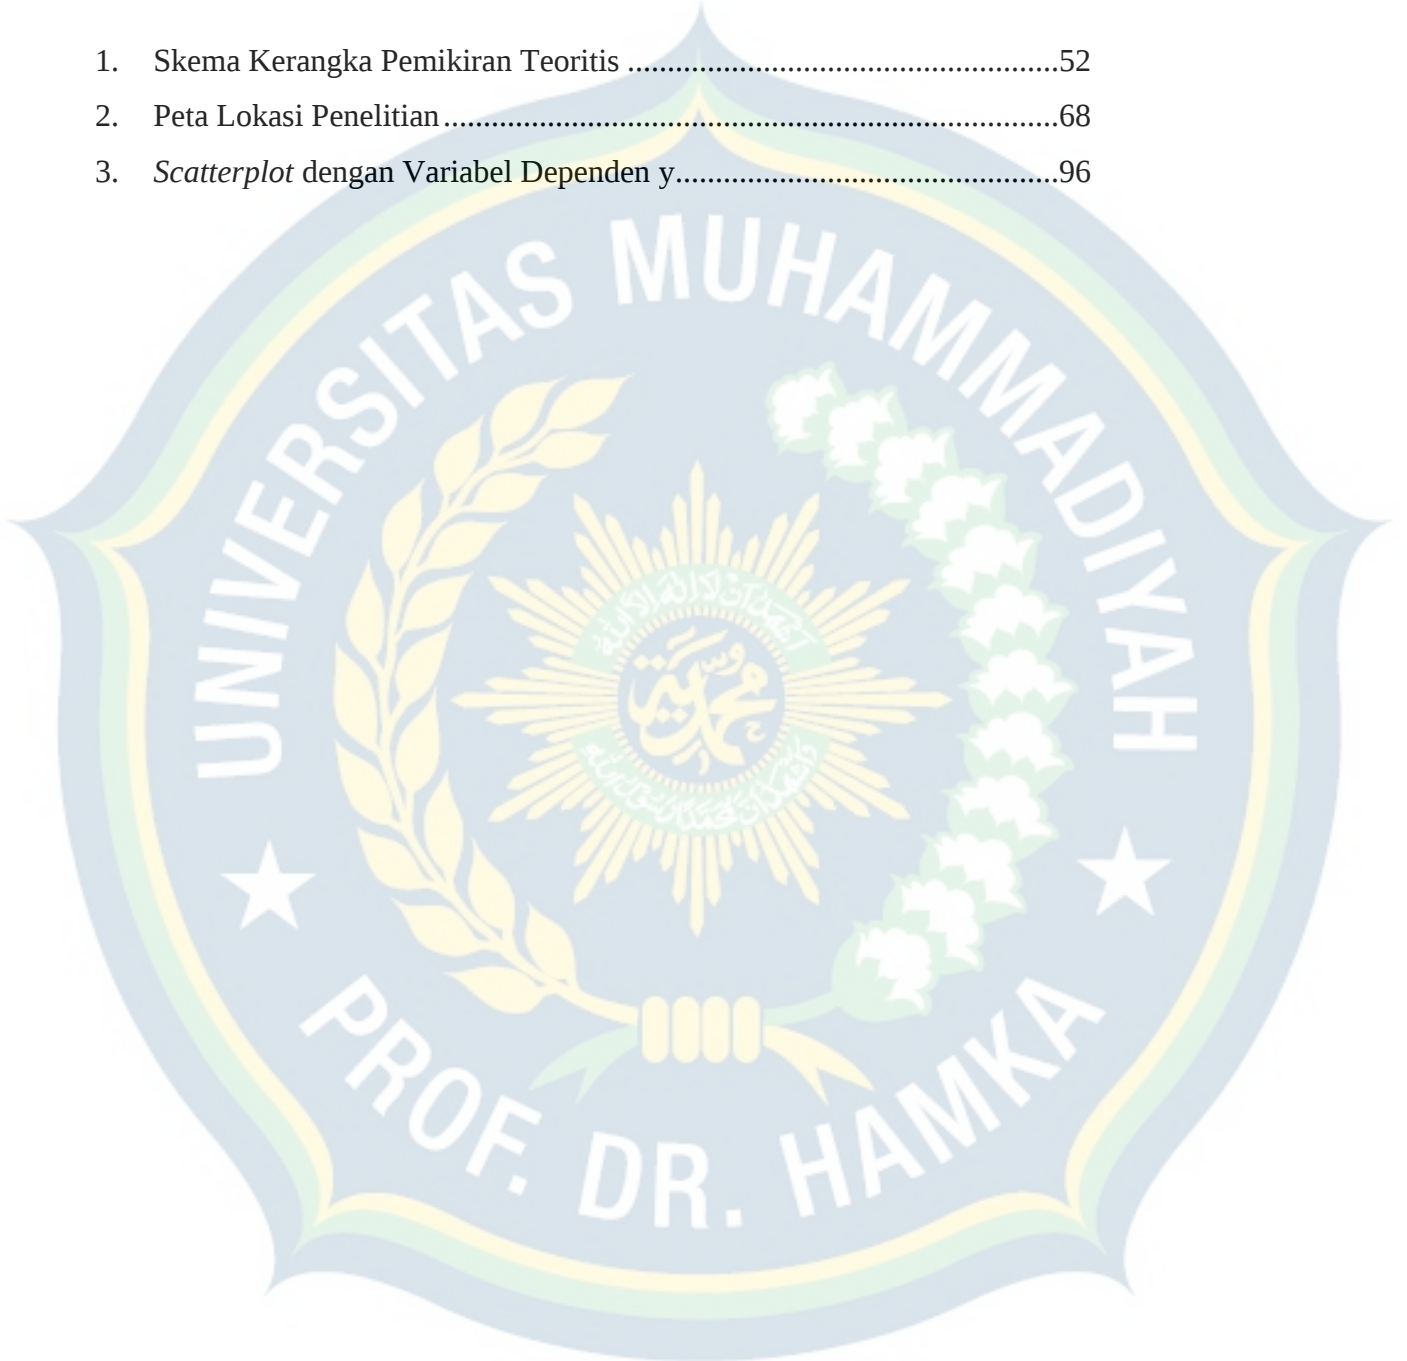 1. Skema Kerangka Pemikiran Teoritis ......................................................52
2. Peta Lokasi Penelitian.............................................................................68
3. Scatterplot dengan Variabel Dependen y................................................96
UNIVERSITAS MUHAMMADIYAH
محمدية
PROF. DR. HAMKA